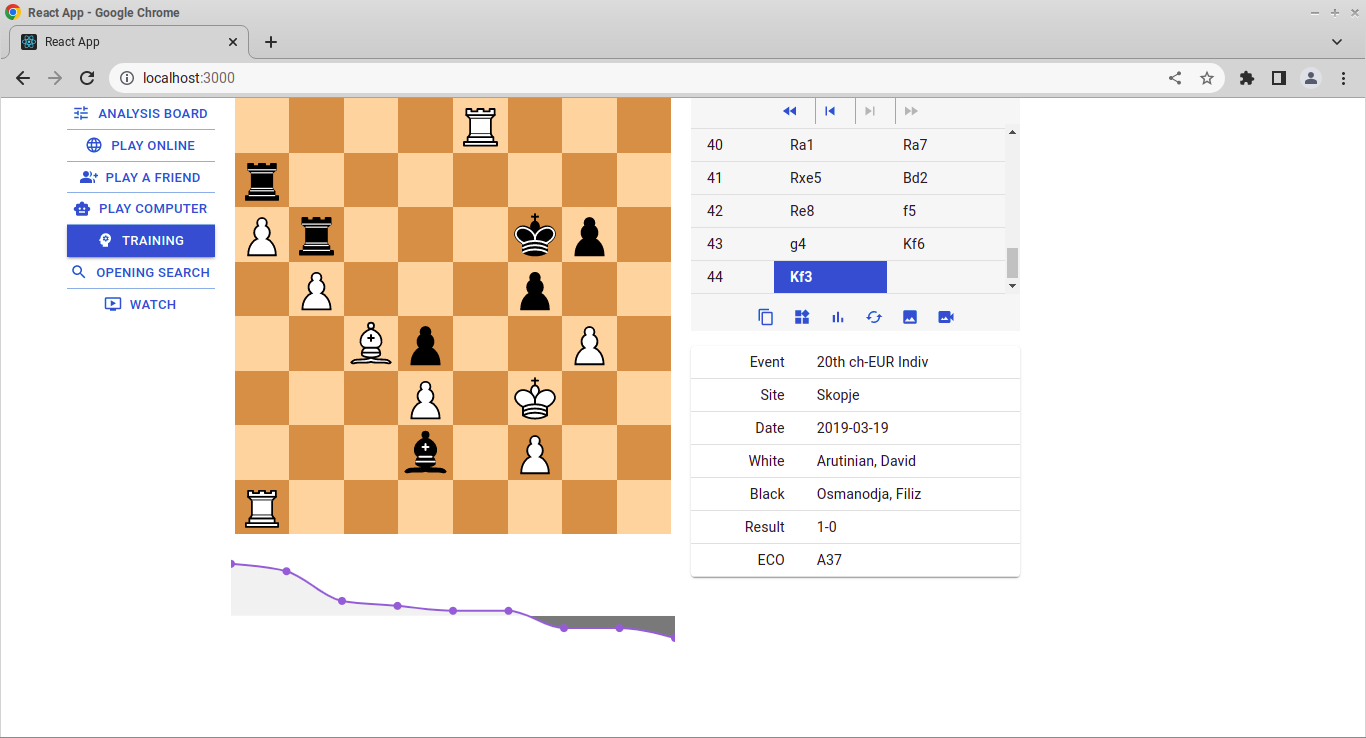 React App - Google Chrome
React App
localhost:3000
ANALYSIS BOARD
PLAY ONLINE
PLAY A FRIEND
PLAY COMPUTER
TRAINING
OPENING SEARCH
WATCH
40 Ra1 Ra7
41 Rxe5 Bd2
42 Re8 f5
43 g4 Kf6
44 Kf3
Event 20th ch-EUR Indiv
Site Skopje
Date 2019-03-19
White Arutinian, David
Black Osmanodja, Filiz
Result 1-0
ECO A37